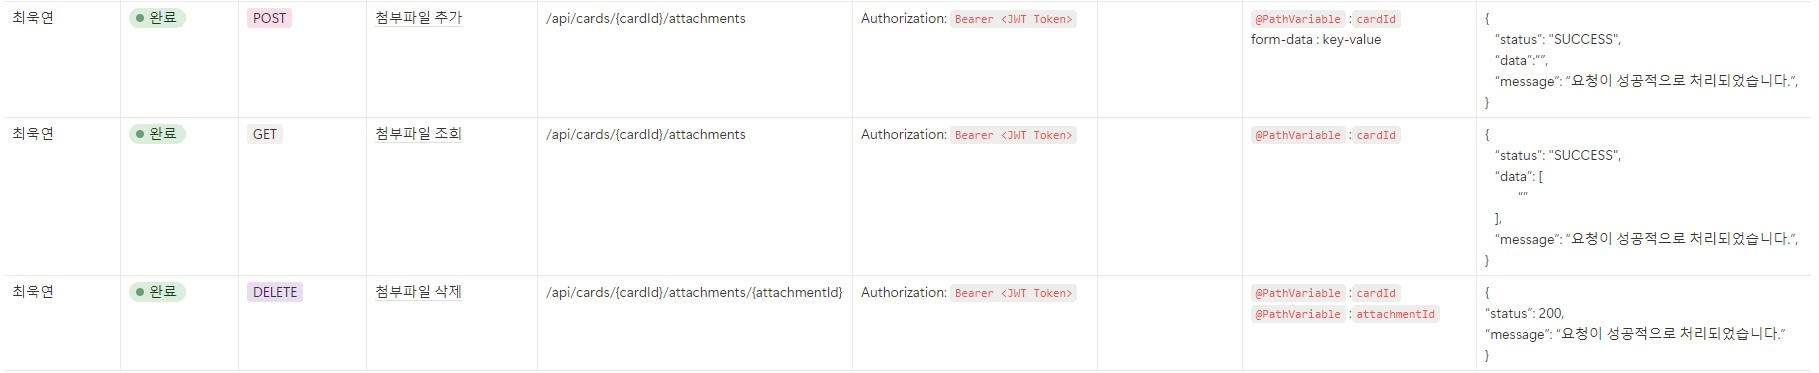 최욱연
완료
POST
첨부파일 추가
/api/cards/{cardId}/attachments
Authorization: Bearer <JWT Token>
@PathVariable : cardId
form-data : key-value
{
“status”: "SUCCESS",
“data”:“”,
“message”: “요청이 성공적으로 처리되었습니다.”,
}
최욱연
완료
GET
첨부파일 조회
/api/cards/{cardId}/attachments
Authorization: Bearer <JWT Token>
@PathVariable : cardId
{
“status”: "SUCCESS",
“data”: [
“”
],
“message”: “요청이 성공적으로 처리되었습니다.”,
}
최욱연
완료
DELETE
첨부파일 삭제
/api/cards/{cardId}/attachments/{attachmentId}
Authorization: Bearer <JWT Token>
@PathVariable : cardId
@PathVariable : attachmentId
{
“status”: 200,
“message”: “요청이 성공적으로 처리되었습니다.”
}